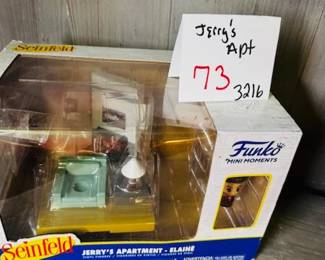 Seinfeld
Jerry's
Apt
73
3216
Funko
MINI MOMENTS
Seinfeld
JERRY'S APARTMENT - ELAINE